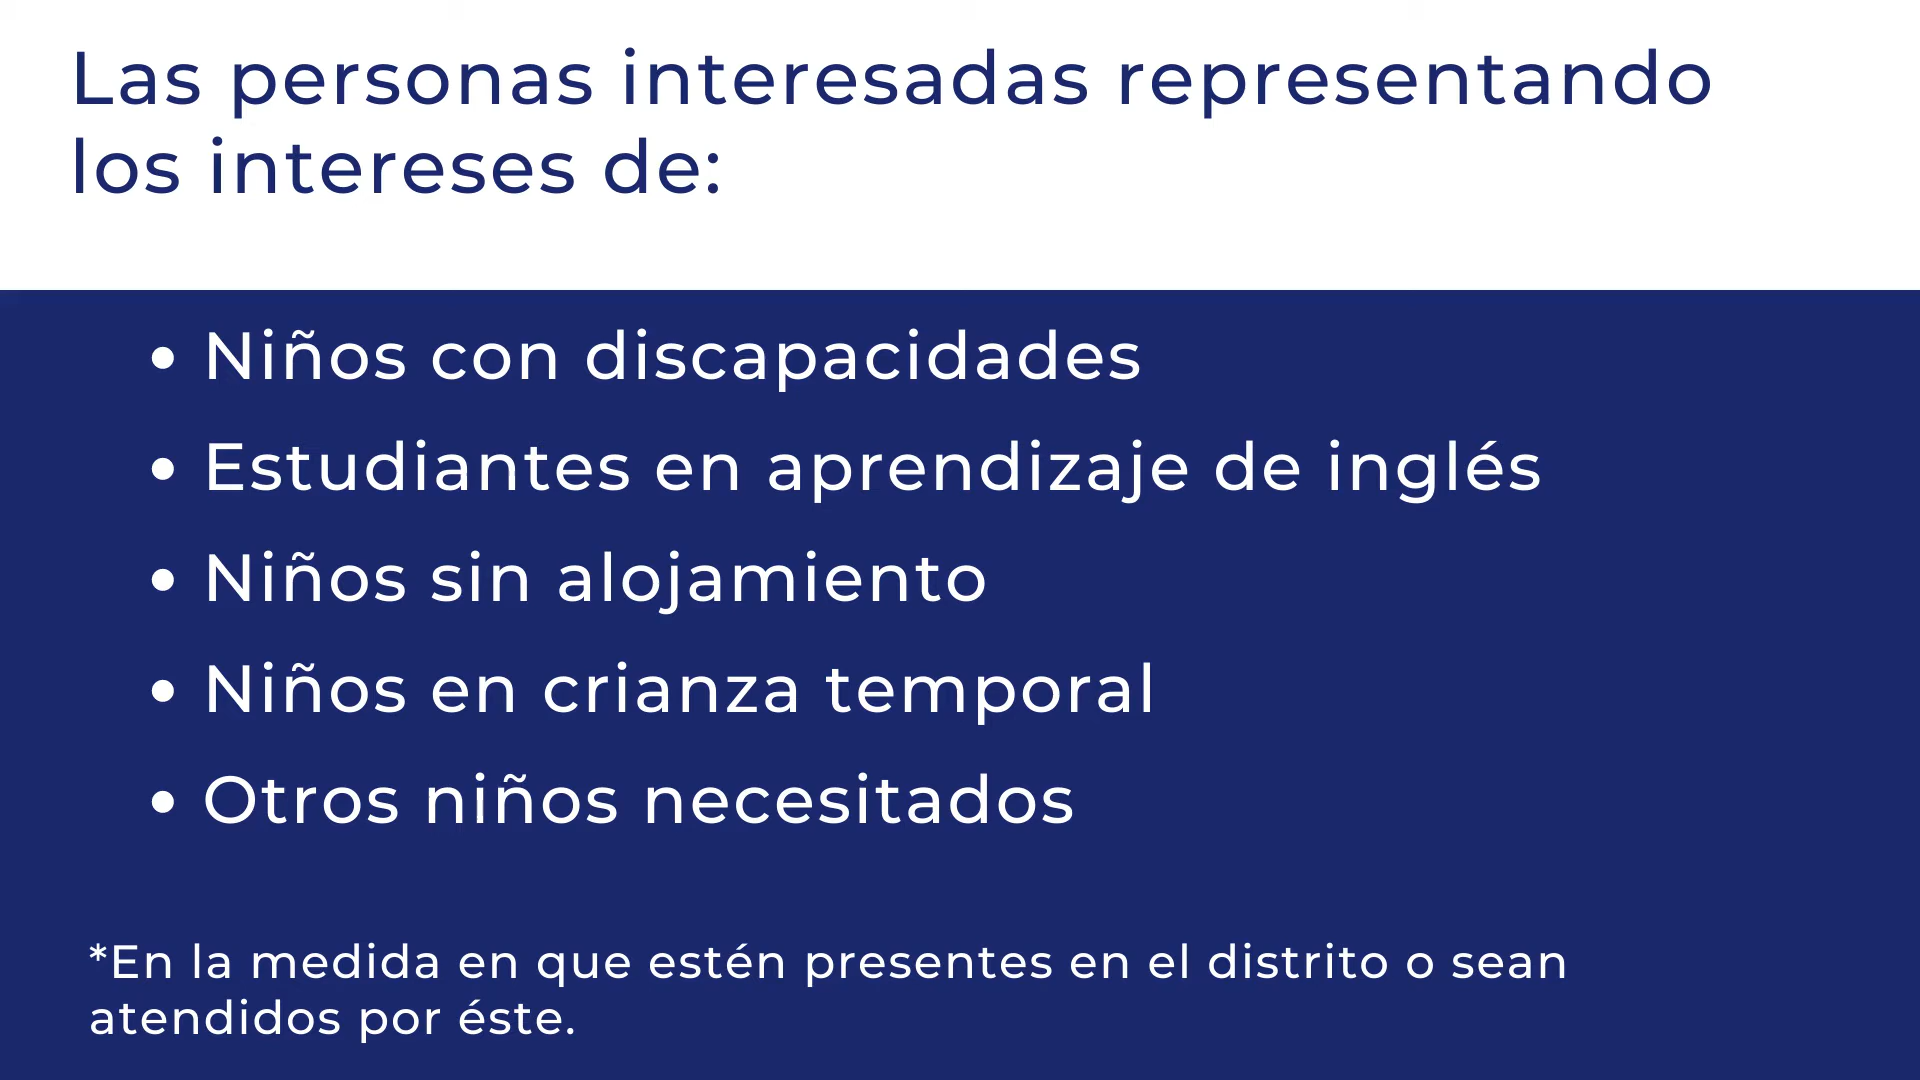 Las personas interesadas representando
los intereses de:
• Niños con discapacidades
• Estudiantes en aprendizaje de inglés
• Niños sin alojamiento
• Niños en crianza temporal
• Otros niños necesitados
*En la medida en que estén presentes en el distrito o sean
atendidos por éste.